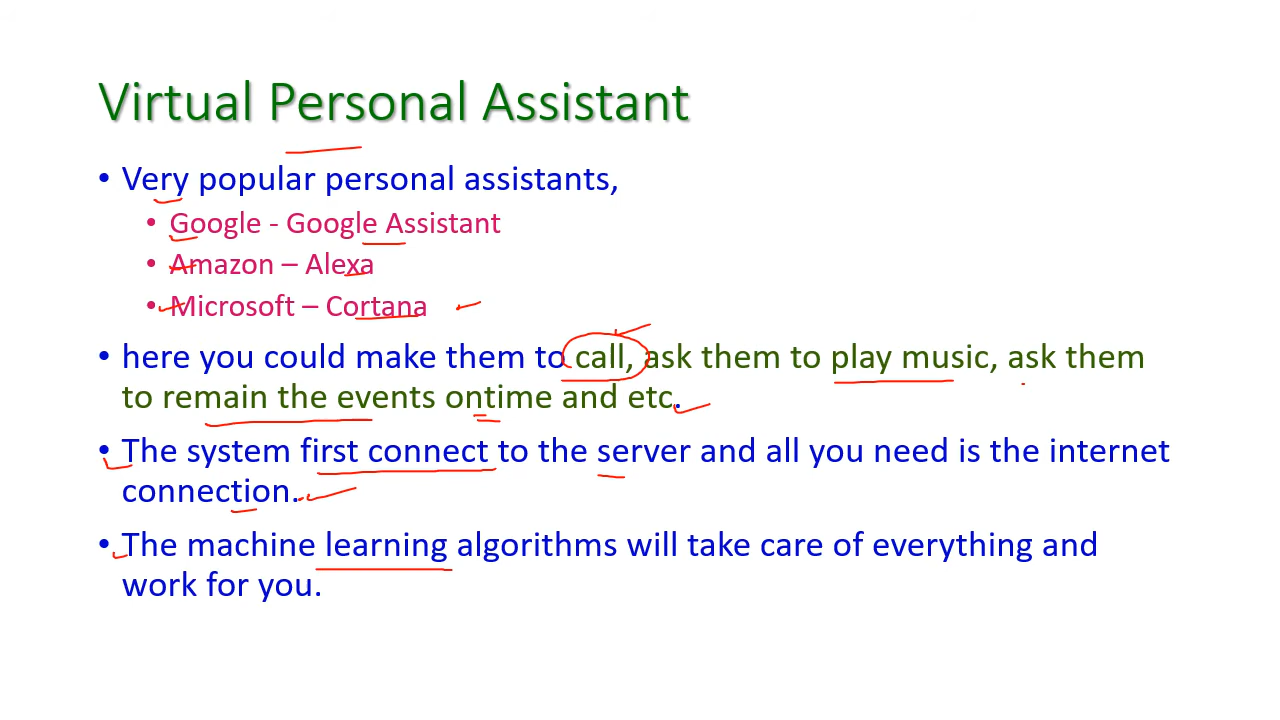 Virtual Personal Assistant
• Very popular personal assistants,
• Google - Google Assistant
• Amazon – Alexa
• Microsoft – Cortana
• here you could make them to call, ask them to play music, ask them
to remain the events ontime and etc.
• The system first connect to the server and all you need is the internet
connection.
• The machine learning algorithms will take care of everything and
work for you.